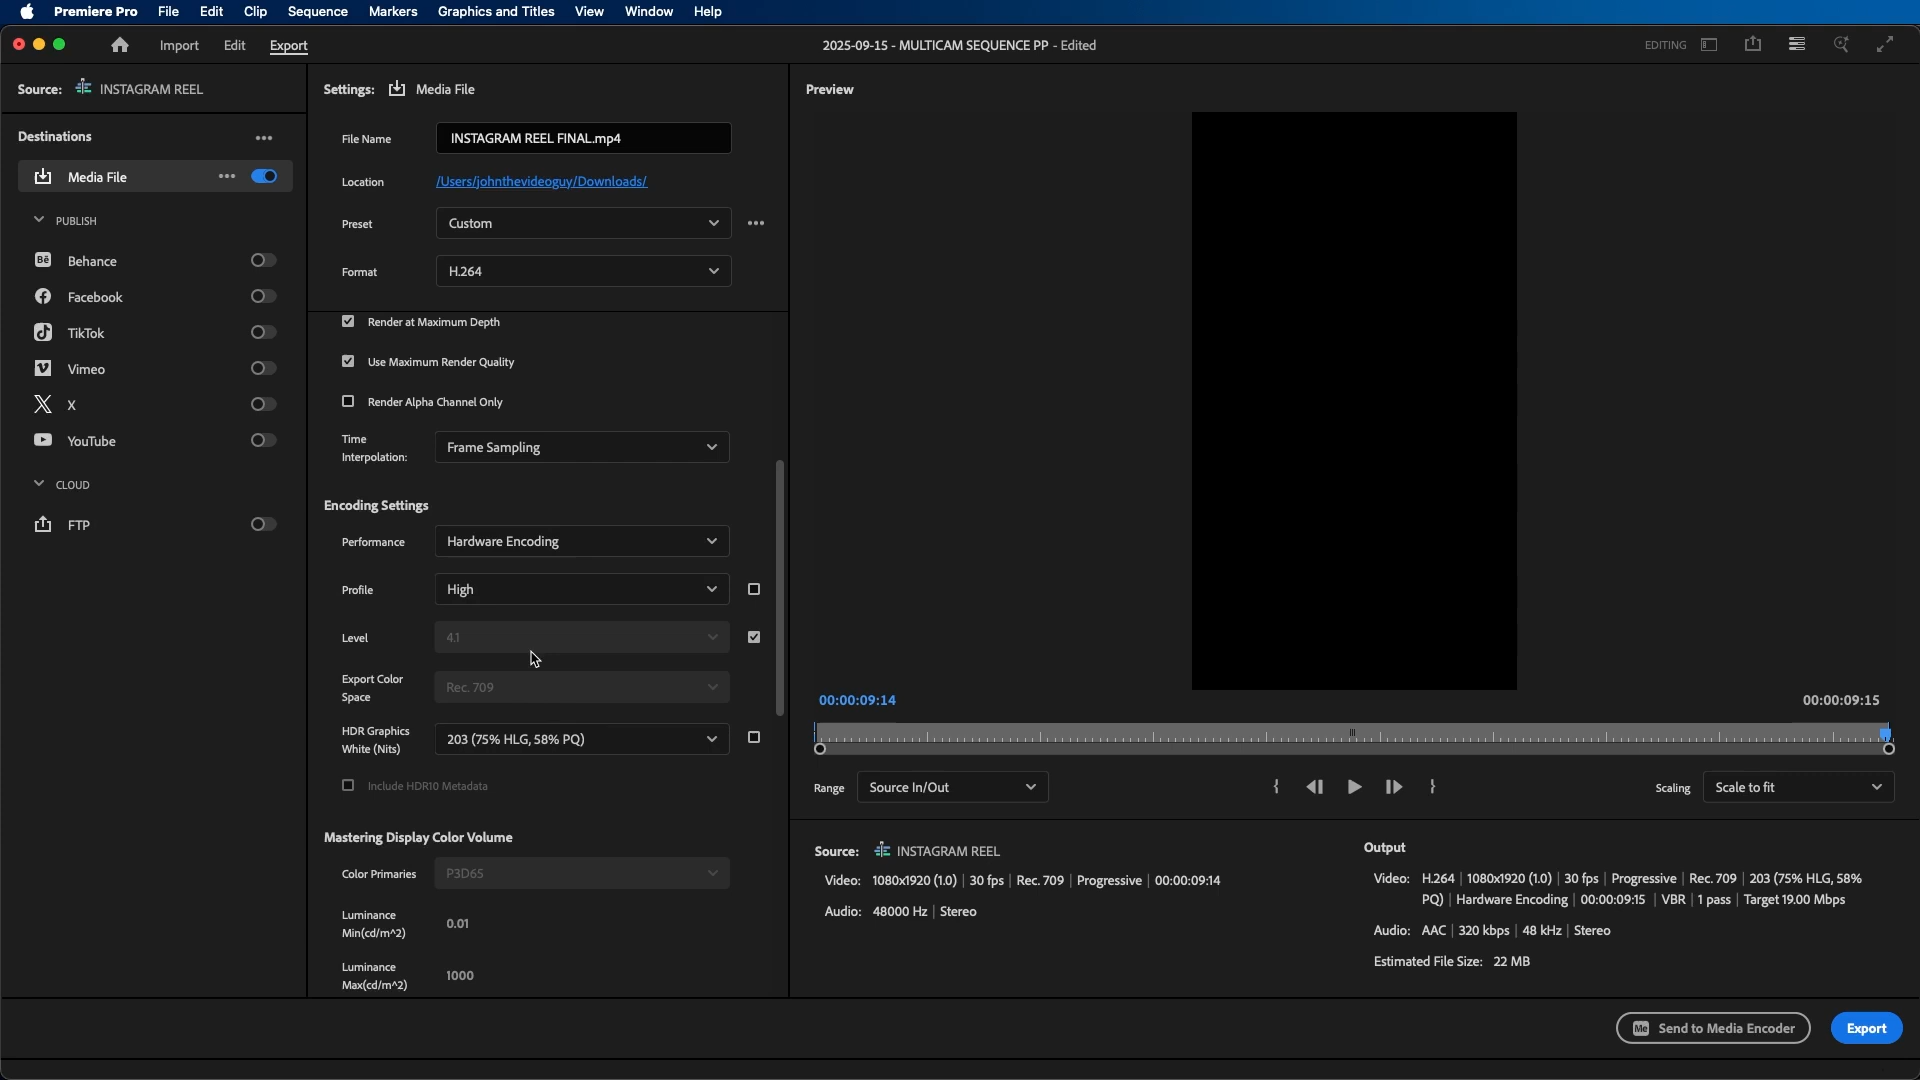 Premiere Pro File Edit Clip Sequence Markers Graphics and Titles View Window Help
Import Edit Export
2025-09-15 - MULTICAM SEQUENCE PP - Edited
EDITING
Source: INSTAGRAM REEL
Destinations
Media File
PUBLISH
Behance
Facebook
TikTok
Vimeo
X
YouTube
CLOUD
FTP
Settings: Media File
File Name INSTAGRAM REEL FINAL.mp4
Location /Users/johnthevideoguy/Downloads/
Preset Custom
Format H.264
Render at Maximum Depth
Use Maximum Render Quality
Render Alpha Channel Only
Time
Interpolation: Frame Sampling
Encoding Settings
Performance Hardware Encoding
Profile High
Level 4.1
Export Color
Space Rec. 709
HDR Graphics
White (Nits) 203 (75% HLG, 58% PQ)
Include HDR10 Metadata
Mastering Display Color Volume
Color Primaries P3D65
Luminance
Min(cd/m^2) 0.01
Luminance
Max(cd/m^2) 1000
Preview
00:00:09:14 00:00:09:15
Range Source In/Out
Scaling Scale to fit
Source: INSTAGRAM REEL
Video: 1080x1920 (1.0) | 30 fps | Rec. 709 | Progressive | 00:00:09:14
Audio: 48000 Hz | Stereo
Output
Video: H.264 | 1080x1920 (1.0) | 30 fps | Progressive | Rec. 709 | 203 (75% HLG, 58%
PQ) | Hardware Encoding | 00:00:09:15 | VBR | 1 pass | Target 19.00 Mbps
Audio: AAC | 320 kbps | 48 kHz | Stereo
Estimated File Size: 22 MB
Me Send to Media Encoder
Export